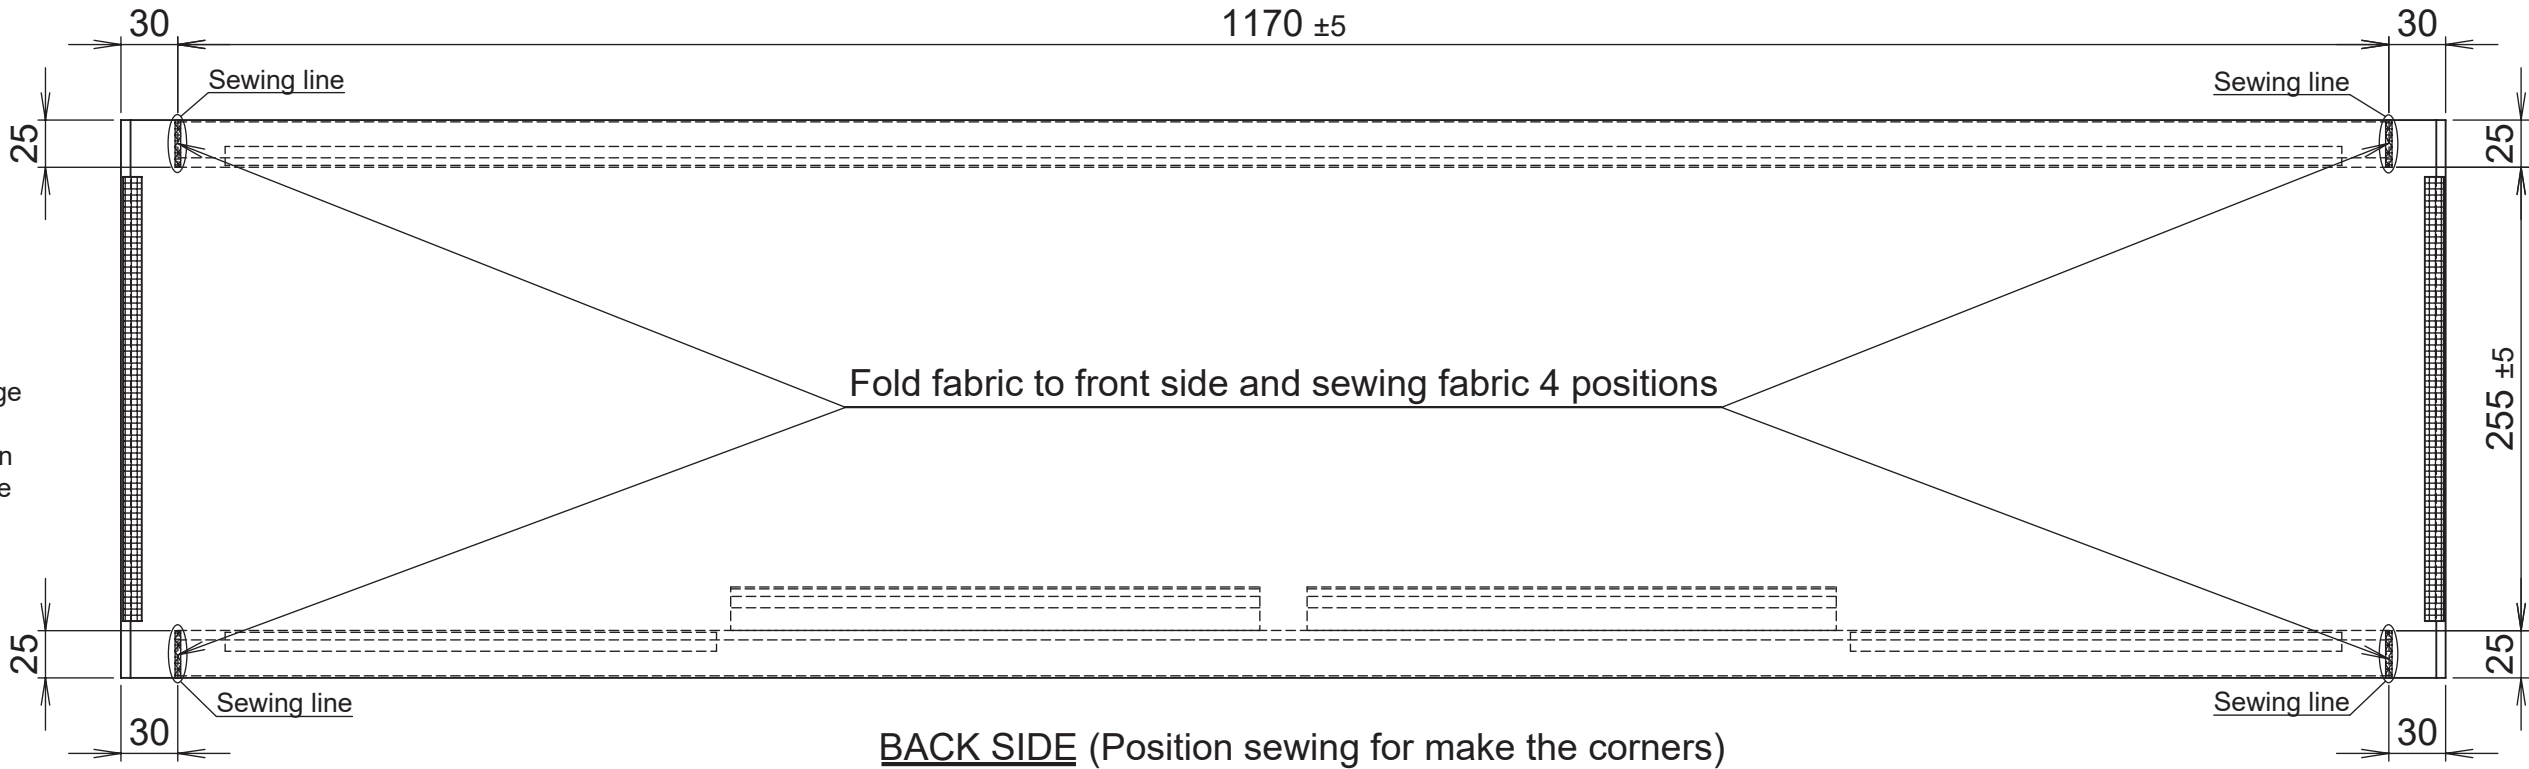 30
1170 ±5
30
Sewing line
Sewing line
25
25
Fold fabric to front side and sewing fabric 4 positions
255 ±5
25
25
Sewing line
Sewing line
30
30
BACK SIDE (Position sewing for make the corners)